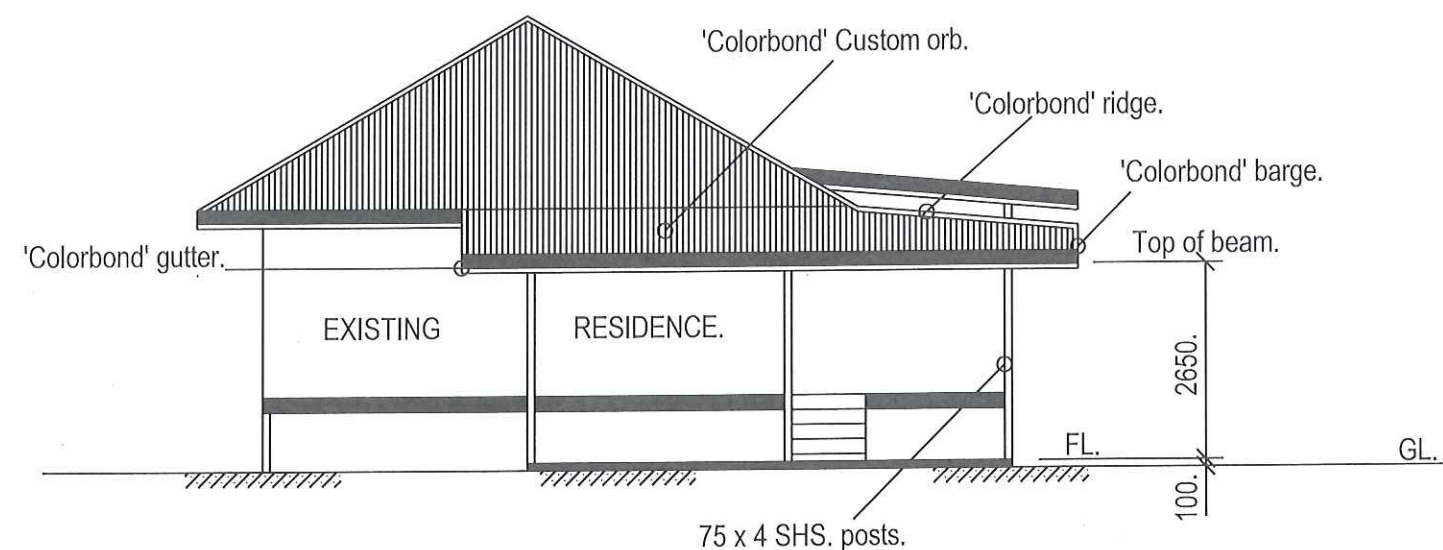 'Colorbond' Custom orb.
'Colorbond' ridge.
'Colorbond' barge.
Top of beam.
'Colorbond' gutter.
EXISTING RESIDENCE.
2650.
FL.
GL.
100.
75 x 4 SHS. posts.